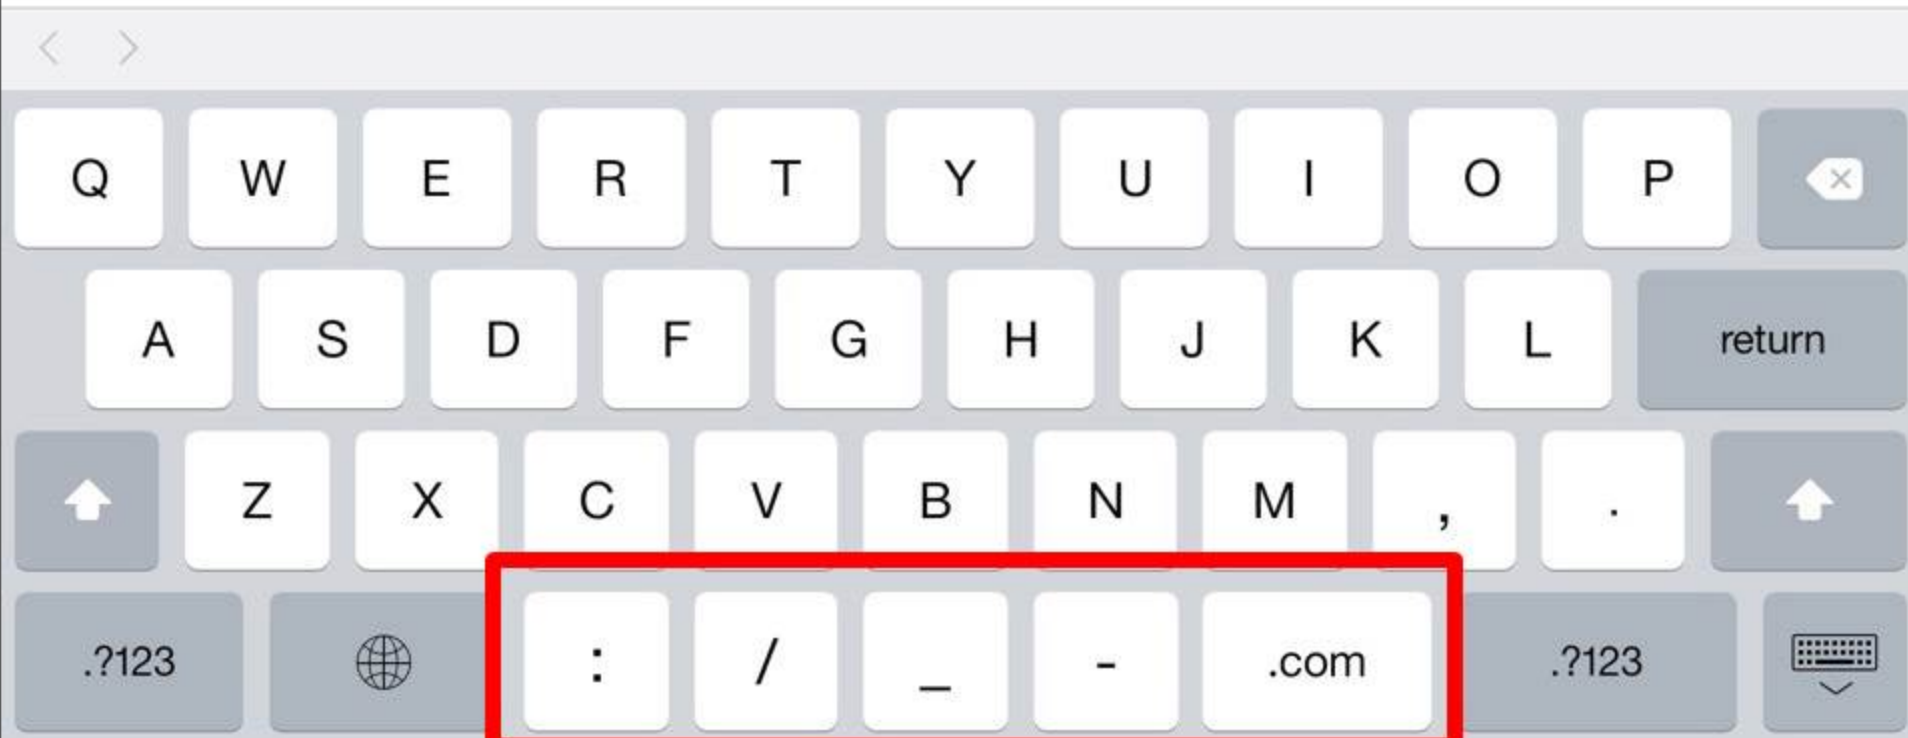 Q W E R T Y U I O P
A S D F G H J K L return
Z X C V B N M , .
.?123 : / _ - .com .?123